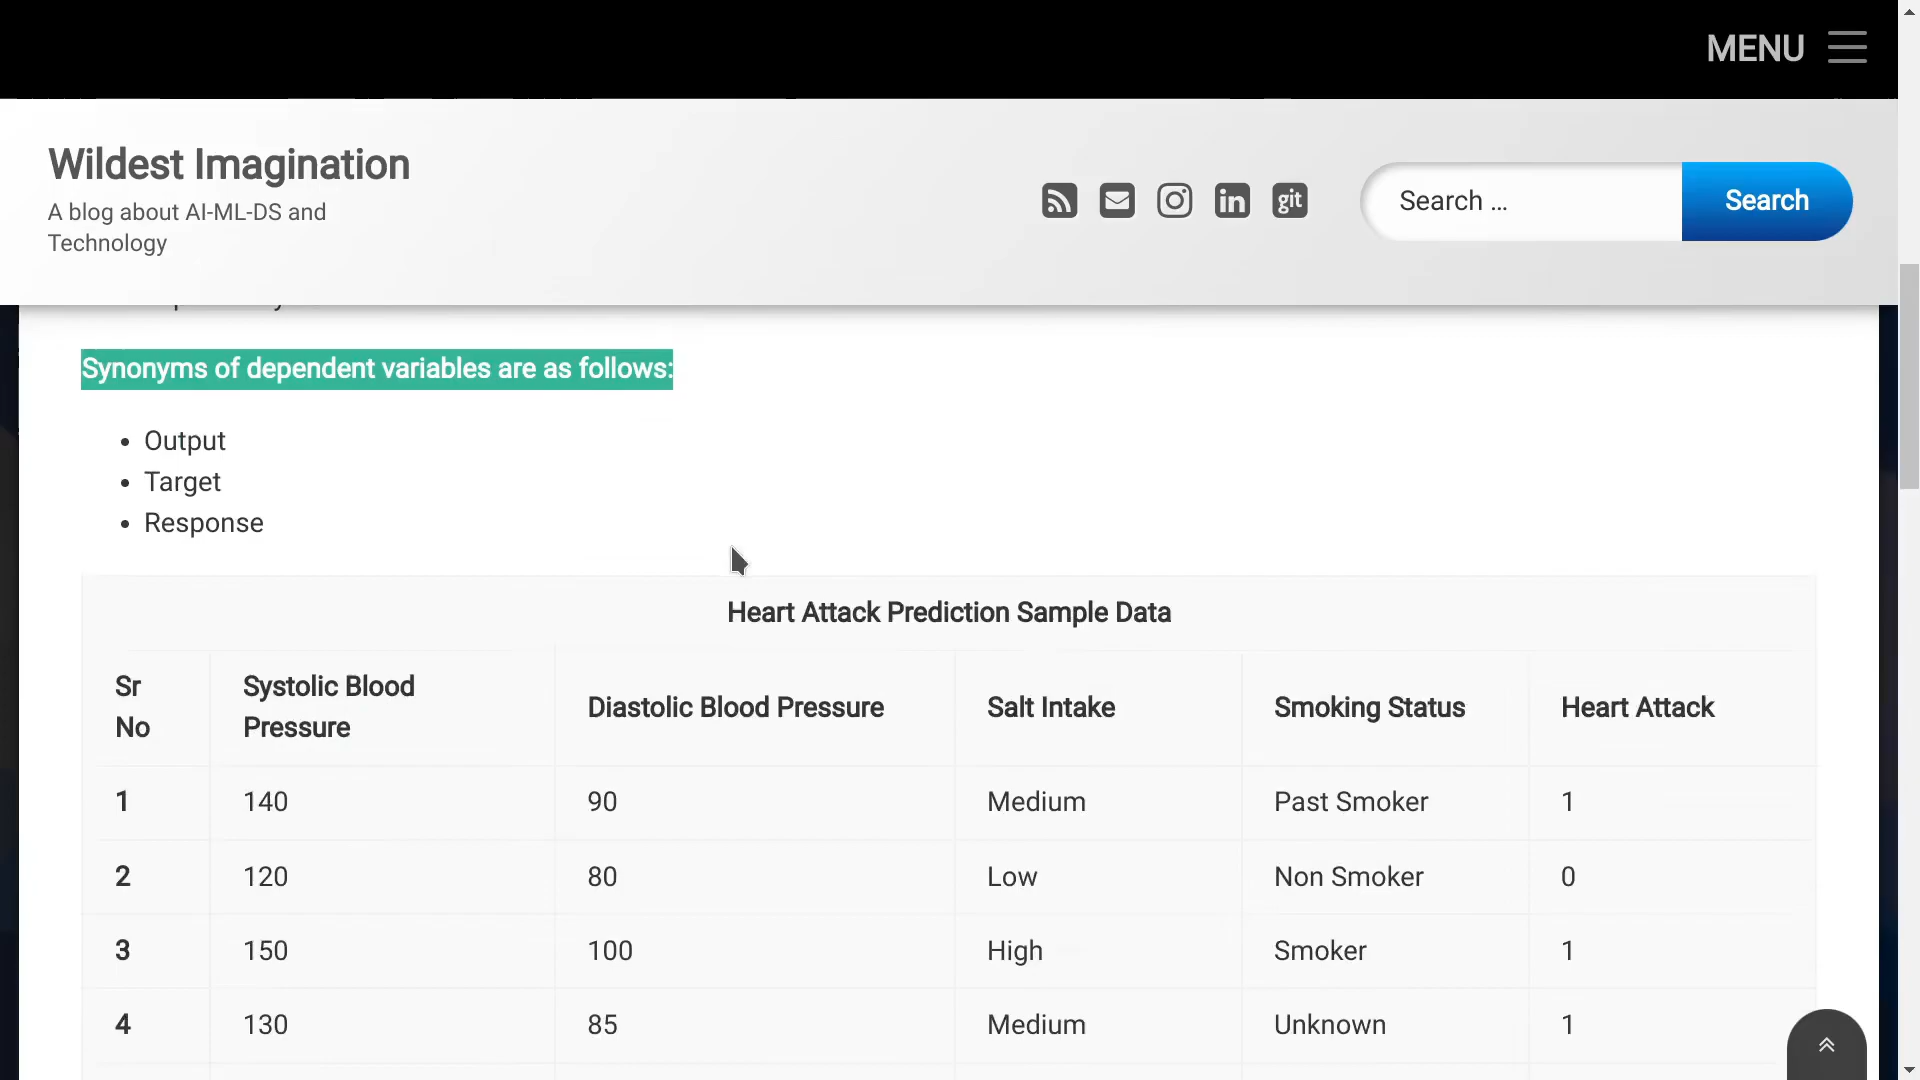 MENU
Wildest Imagination
A blog about AI-ML-DS and
Technology
git
Search ...
Search
Synonyms of dependent variables are as follows:
• Output
• Target
• Response
Heart Attack Prediction Sample Data
Sr No Systolic Blood Pressure Diastolic Blood Pressure Salt Intake Smoking Status Heart Attack
1 140 90 Medium Past Smoker 1
2 120 80 Low Non Smoker 0
3 150 100 High Smoker 1
4 130 85 Medium Unknown 1